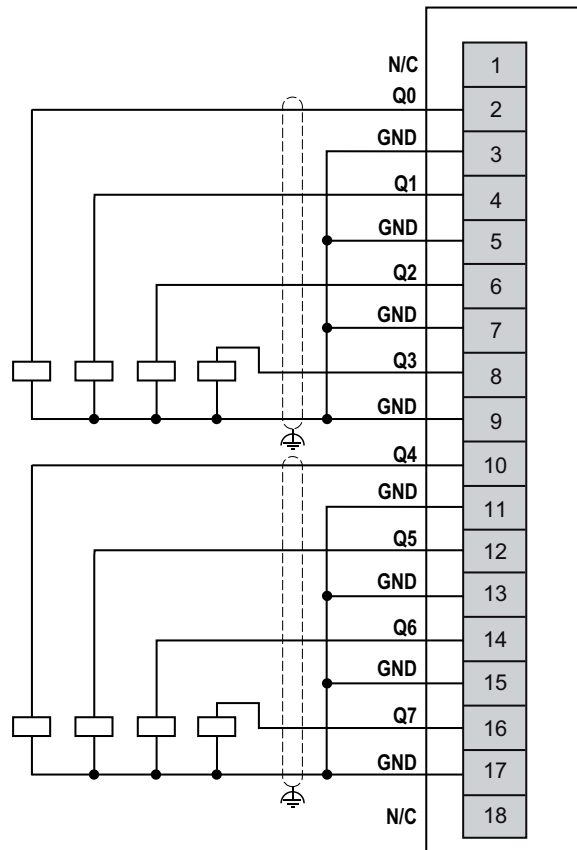 N/C 1
Q0 2
GND 3
Q1 4
GND 5
Q2 6
GND 7
Q3 8
GND 9
Q4 10
GND 11
Q5 12
GND 13
Q6 14
GND 15
Q7 16
GND 17
N/C 18